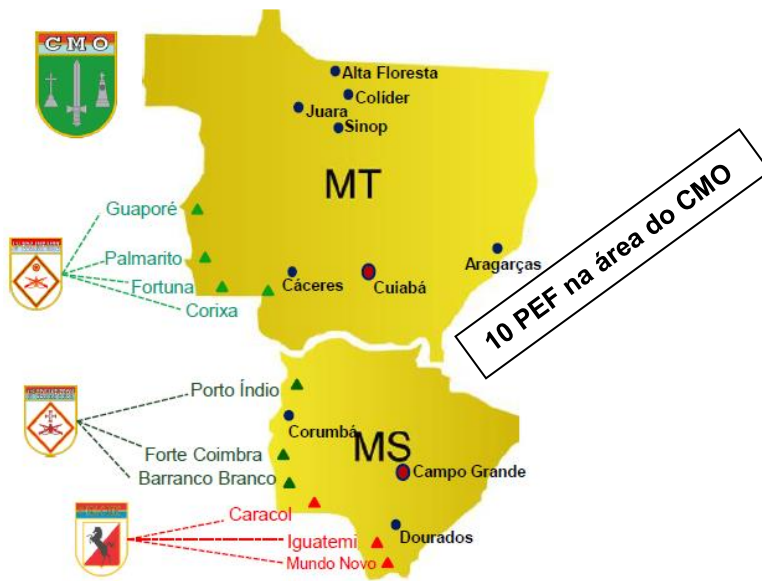 CMO
Alta Floresta
Colíder
Juara
Sinop
MT
Guaporé
Palmarito
Fortuna
Corixa
Cáceres
Cuiabá
Aragarças
10 PEF na área do CMO
Porto Índio
Corumbá
MS
Forte Coimbra
Campo Grande
Barranco Branco
Caracol
Dourados
Iguatemi
Mundo Novo